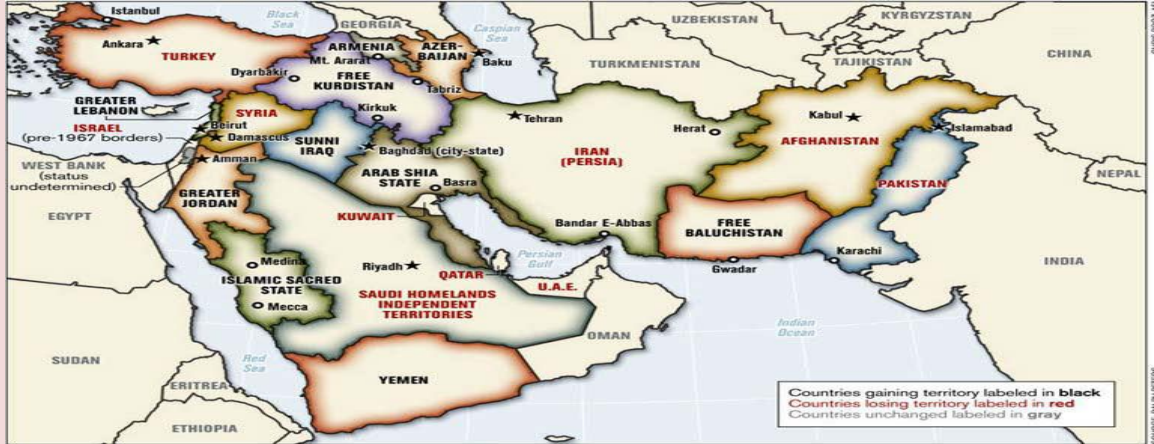 Istanbul
Black
Sea
GEORGIA
Caspian
Sea
UZBEKISTAN
KYRGYZSTAN
Ankara
TURKEY
ARMENIA
Mt. Ararat
AZER-
BAIJAN
Baku
TURKMENISTAN
TAJIKISTAN
CHINA
Dyarbakir
FREE
KURDISTAN
Tabriz
GREATER
LEBANON
SYRIA
Kirkuk
Tehran
Herat
Kabul
Islamabad
ISRAEL
(pre-1967 borders)
Beirut
Damascus
SUNNI
IRAQ
Baghdad (city-state)
IRAN
(PERSIA)
AFGHANISTAN
WEST BANK
(status
undetermined)
Amman
ARAB SHIA
STATE
Basra
PAKISTAN
NEPAL
EGYPT
GREATER
JORDAN
KUWAIT
Bandar E-Abbas
FREE
BALUCHISTAN
Karachi
Medina
Riyadh
Persian
Gulf
Gwadar
INDIA
ISLAMIC SACRED
STATE
QATAR
U.A.E.
Mecca
SAUDI HOMELANDS
INDEPENDENT
TERRITORIES
OMAN
Indian
Ocean
SUDAN
Red
Sea
YEMEN
ERITREA
ETHIOPIA
Countries gaining territory labeled in black
Countries losing territory labeled in red
Countries unchanged labeled in gray